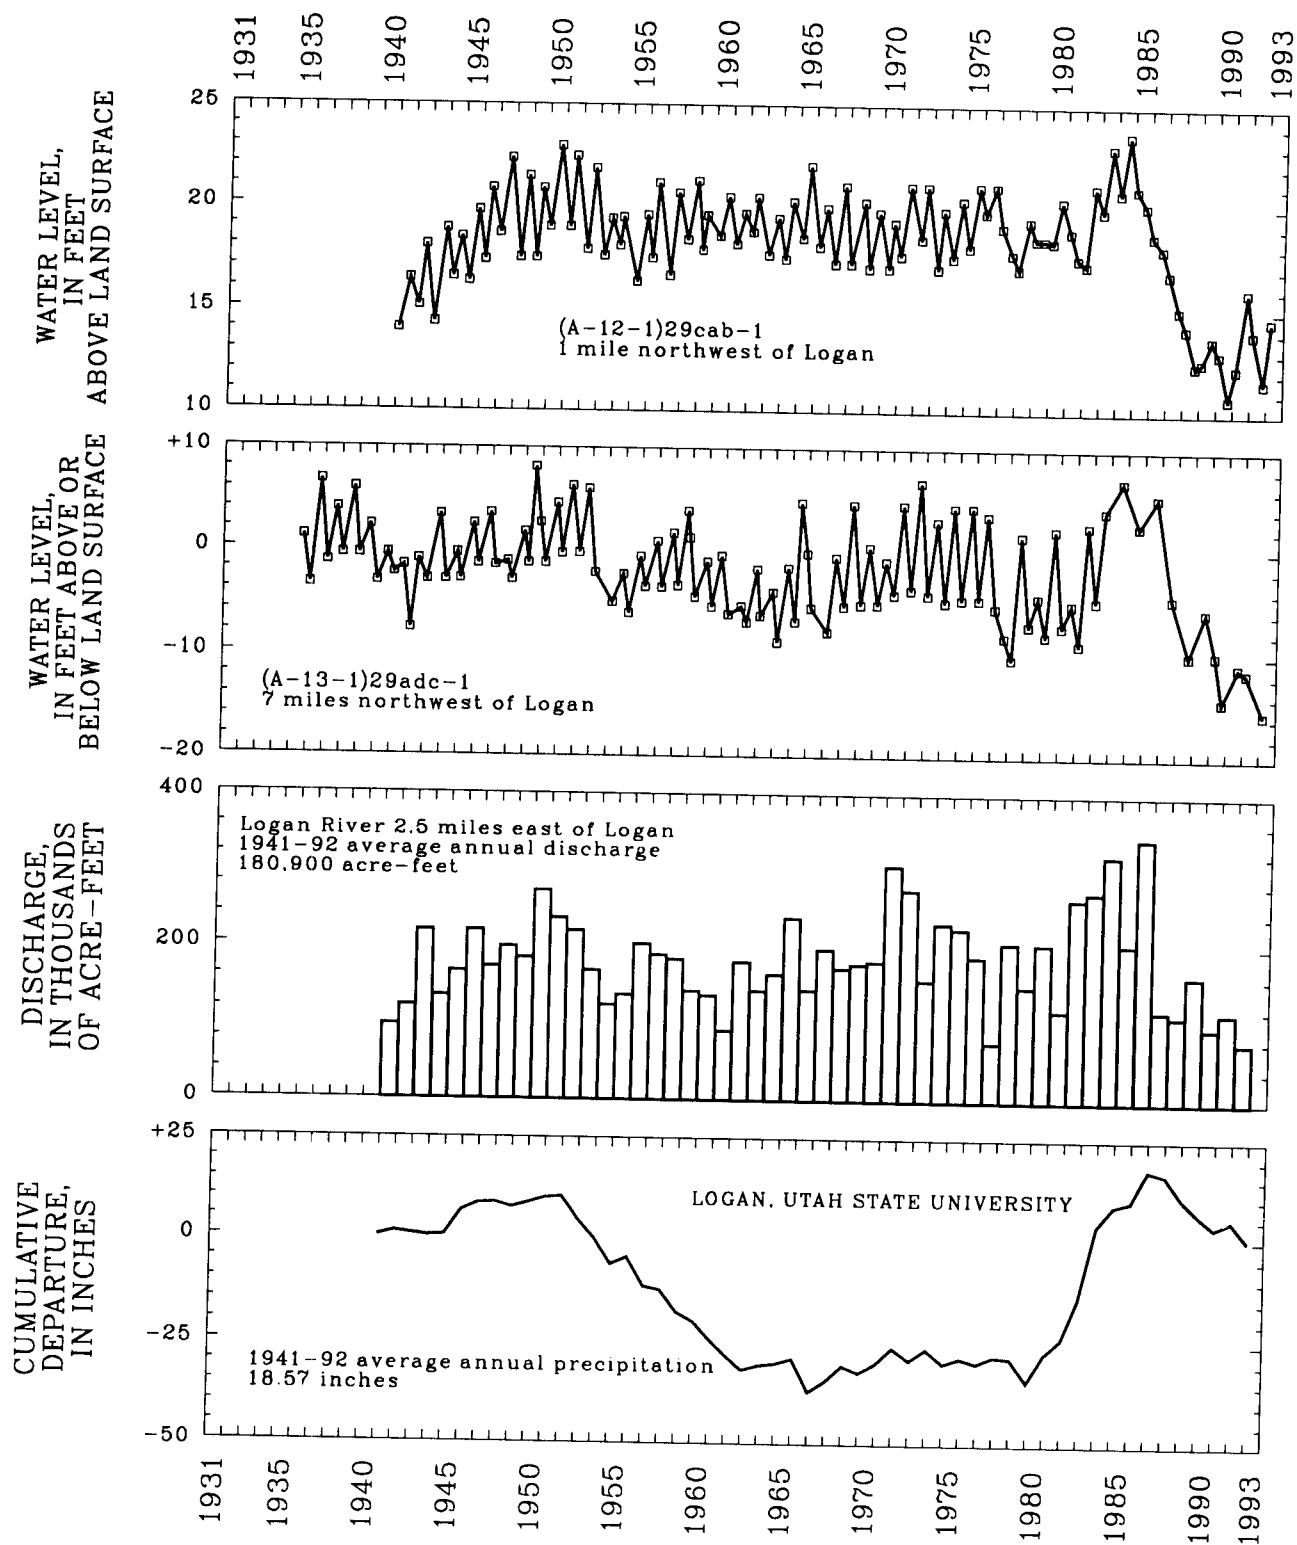 1931 1935 1940 1945 1950 1955 1960 1965 1970 1975 1980 1985 1990 1993
WATER LEVEL,
IN FEET
ABOVE LAND SURFACE
25
20
15
10
(A-12-1)29cab-1
1 mile northwest of Logan
WATER LEVEL,
IN FEET ABOVE OR
BELOW LAND SURFACE
+10
0
-10
-20
(A-13-1)29adc-1
7 miles northwest of Logan
DISCHARGE,
IN THOUSANDS
OF ACRE-FEET
400
200
0
Logan River 2.5 miles east of Logan
1941-92 average annual discharge
180,900 acre-feet
CUMULATIVE
DEPARTURE,
IN INCHES
+25
0
-25
-50
LOGAN, UTAH STATE UNIVERSITY
1941-92 average annual precipitation
18.57 inches
1931 1935 1940 1945 1950 1955 1960 1965 1970 1975 1980 1985 1990 1993